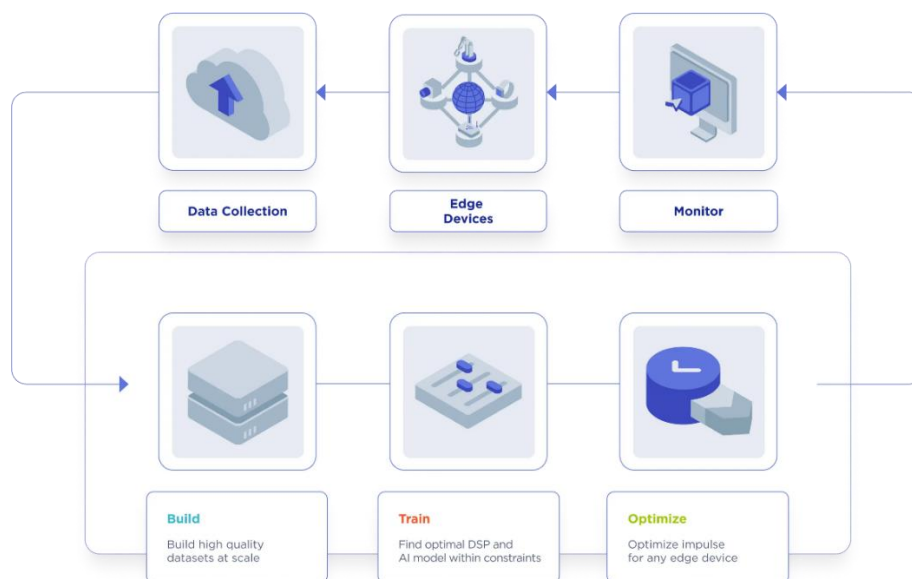 Data Collection
Edge
Devices
Monitor
Build
Build high quality
datasets at scale
Train
Find optimal DSP and
AI model within constraints
Optimize
Optimize impulse
for any edge device